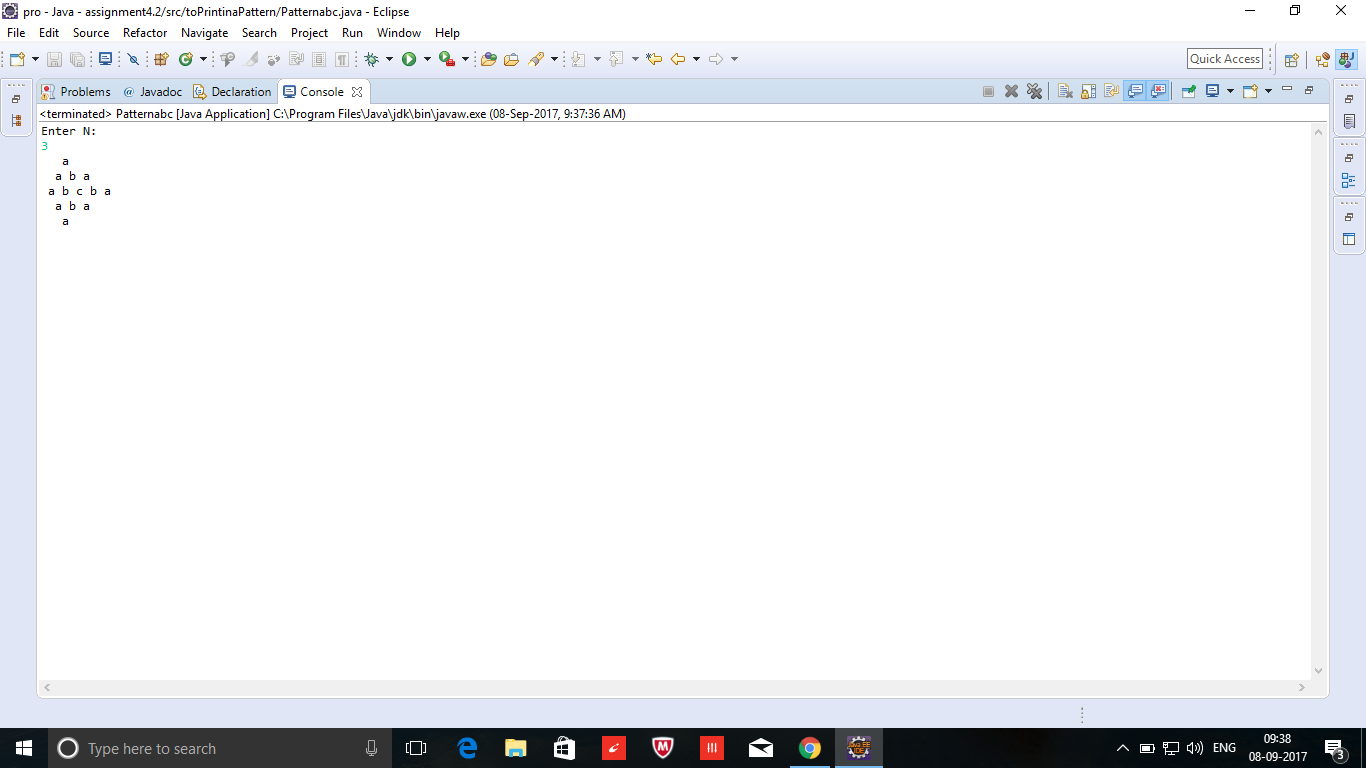 pro - Java - assignment4.2/src/toPrintinaPattern/Patternabc.java - Eclipse
File Edit Source Refactor Navigate Search Project Run Window Help
Quick Access
Problems @ Javadoc Declaration Console
<terminated> Patternabc [Java Application] C:\Program Files\Java\jdk\bin\javaw.exe (08-Sep-2017, 9:37:36 AM)
Enter N:
3
   a
  a b a
 a b c b a
  a b a
   a
Type here to search
ENG
09:38
08-09-2017
3